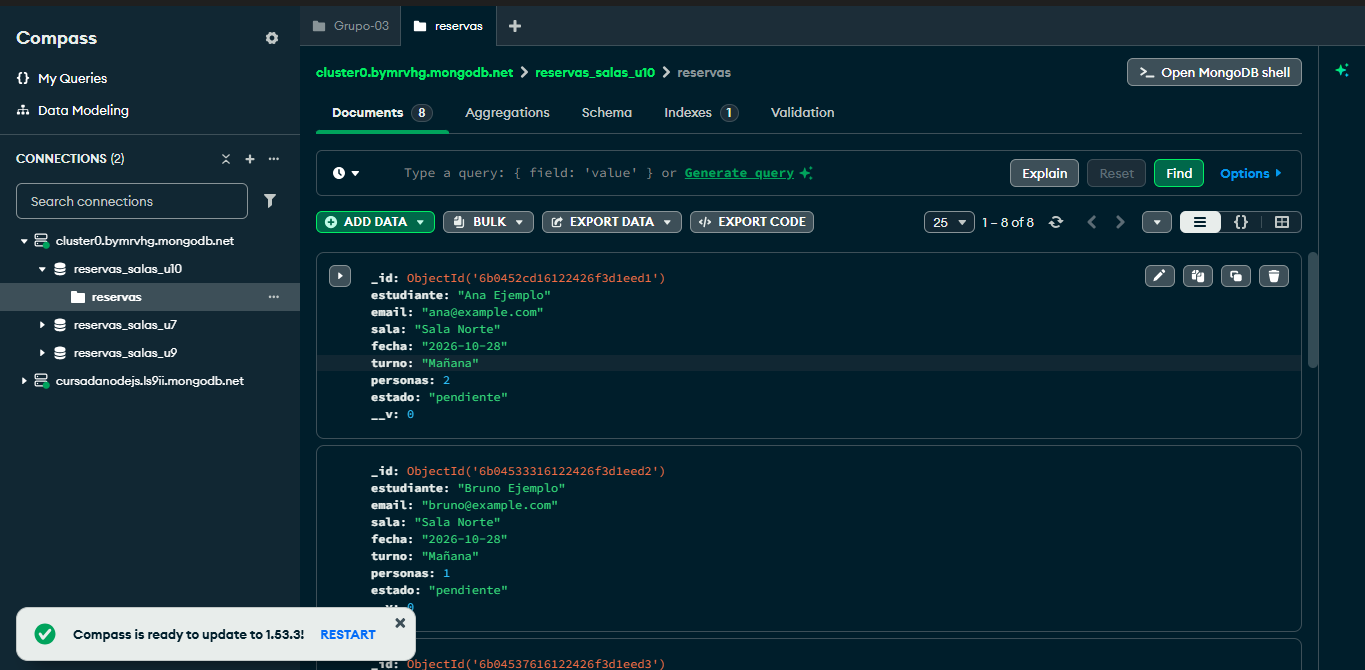 Compass
My Queries
Data Modeling
CONNECTIONS (2)
Search connections
cluster0.bymrvhg.mongodb.net
reservas_salas_u10
reservas
reservas_salas_u7
reservas_salas_u9
cursadanodejs.ls9ii.mongodb.net
Grupo-03
reservas
cluster0.bymrvhg.mongodb.net > reservas_salas_u10 > reservas
>_ Open MongoDB shell
Documents 8 Aggregations Schema Indexes 1 Validation
Type a query: { field: 'value' } or Generate query
Explain Reset Find Options
ADD DATA BULK EXPORT DATA </> EXPORT CODE 25 1 – 8 of 8 {}
_id: ObjectId('6b0452cd16122426f3d1eed1')
estudiante: "Ana Ejemplo"
email: "ana@example.com"
sala: "Sala Norte"
fecha: "2026-10-28"
turno: "Mañana"
personas: 2
estado: "pendiente"
__v: 0
_id: ObjectId('6b04533316122426f3d1eed2')
estudiante: "Bruno Ejemplo"
email: "bruno@example.com"
sala: "Sala Norte"
fecha: "2026-10-28"
turno: "Mañana"
personas: 1
estado: "pendiente"
__v: 0
_id: ObjectId('6b04537616122426f3d1eed3')
Compass is ready to update to 1.53.3! RESTART